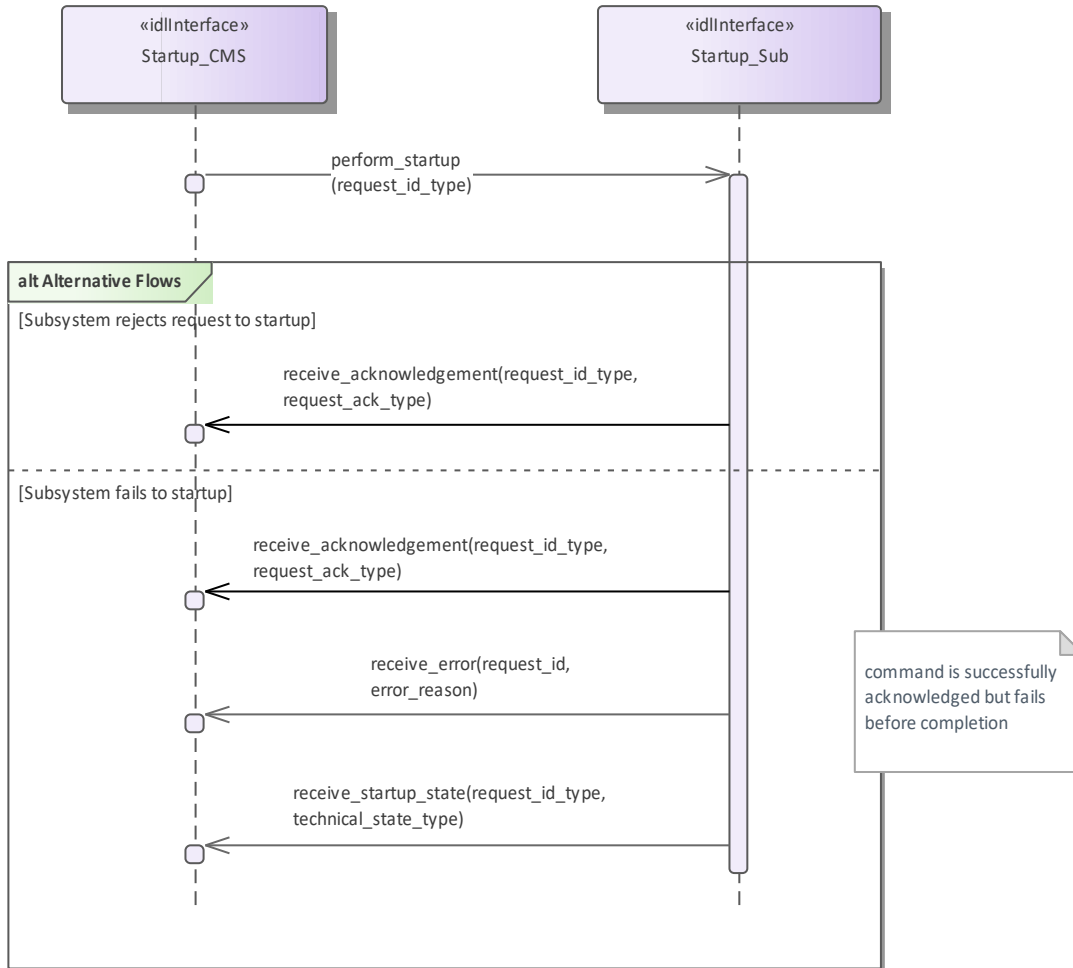 «idlInterface»
Startup_CMS
«idlInterface»
Startup_Sub
perform_startup
(request_id_type)
alt Alternative Flows
[Subsystem rejects request to startup]
receive_acknowledgement(request_id_type,
request_ack_type)
[Subsystem fails to startup]
receive_acknowledgement(request_id_type,
request_ack_type)
receive_error(request_id,
error_reason)
command is successfully
acknowledged but fails
before completion
receive_startup_state(request_id_type,
technical_state_type)